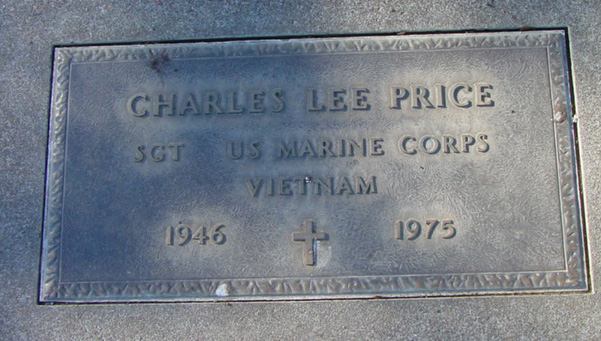 CHARLES LEE PRICE
SGT US MARINE CORPS
VIETNAM
1946 1975